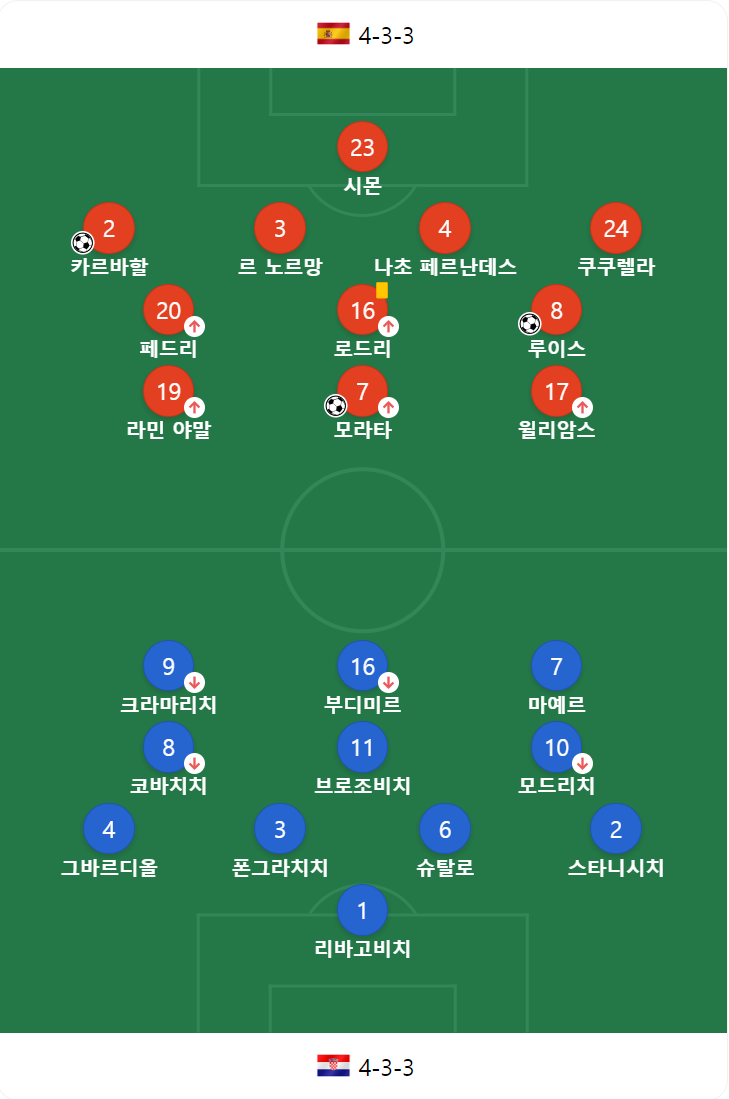 4-3-3
23
시몬
2 3 4 24
카르바할 르 노르망 나초 페르난데스 쿠쿠렐라
20 16 8
페드리 로드리 루이스
19 7 17
라민 야말 모라타 윌리암스
9 16 7
크라마리치 부디미르 마예르
8 11 10
코바치치 브로조비치 모드리치
4 3 6 2
그바르디올 폰그라치치 슈탈로 스타니시치
1
리바고비치
4-3-3